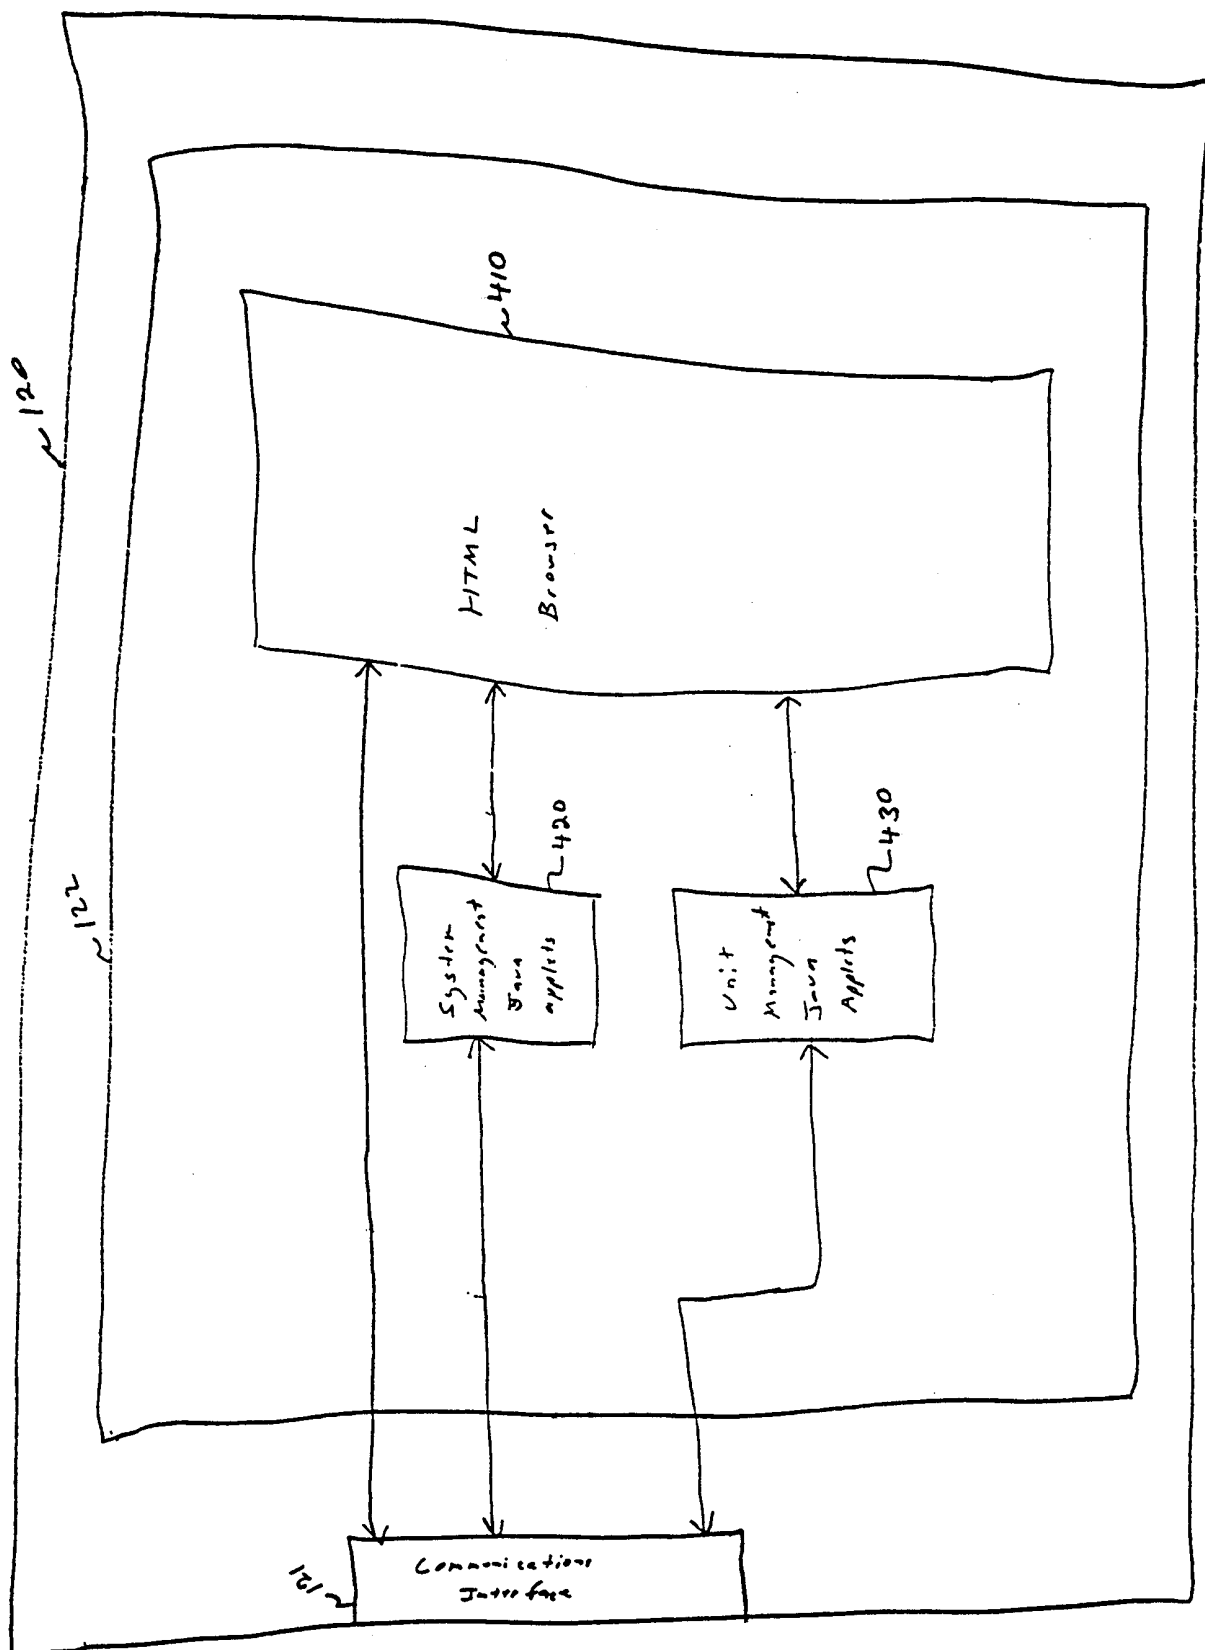 120
122
410
HTML
Browser
420
System
Management
Java
applets
430
Unit
Management
Java
Applets
121
Communications
Interface